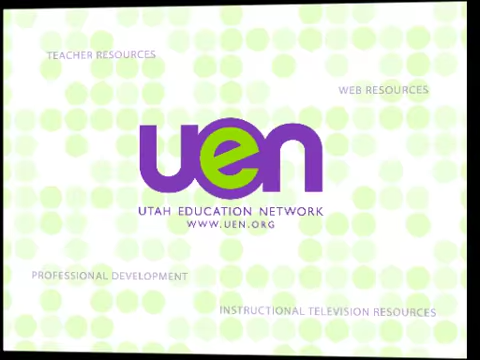 TEACHER RESOURCES
WEB RESOURCES
uen
UTAH EDUCATION NETWORK
WWW.UEN.ORG
PROFESSIONAL DEVELOPMENT
INSTRUCTIONAL TELEVISION RESOURCES